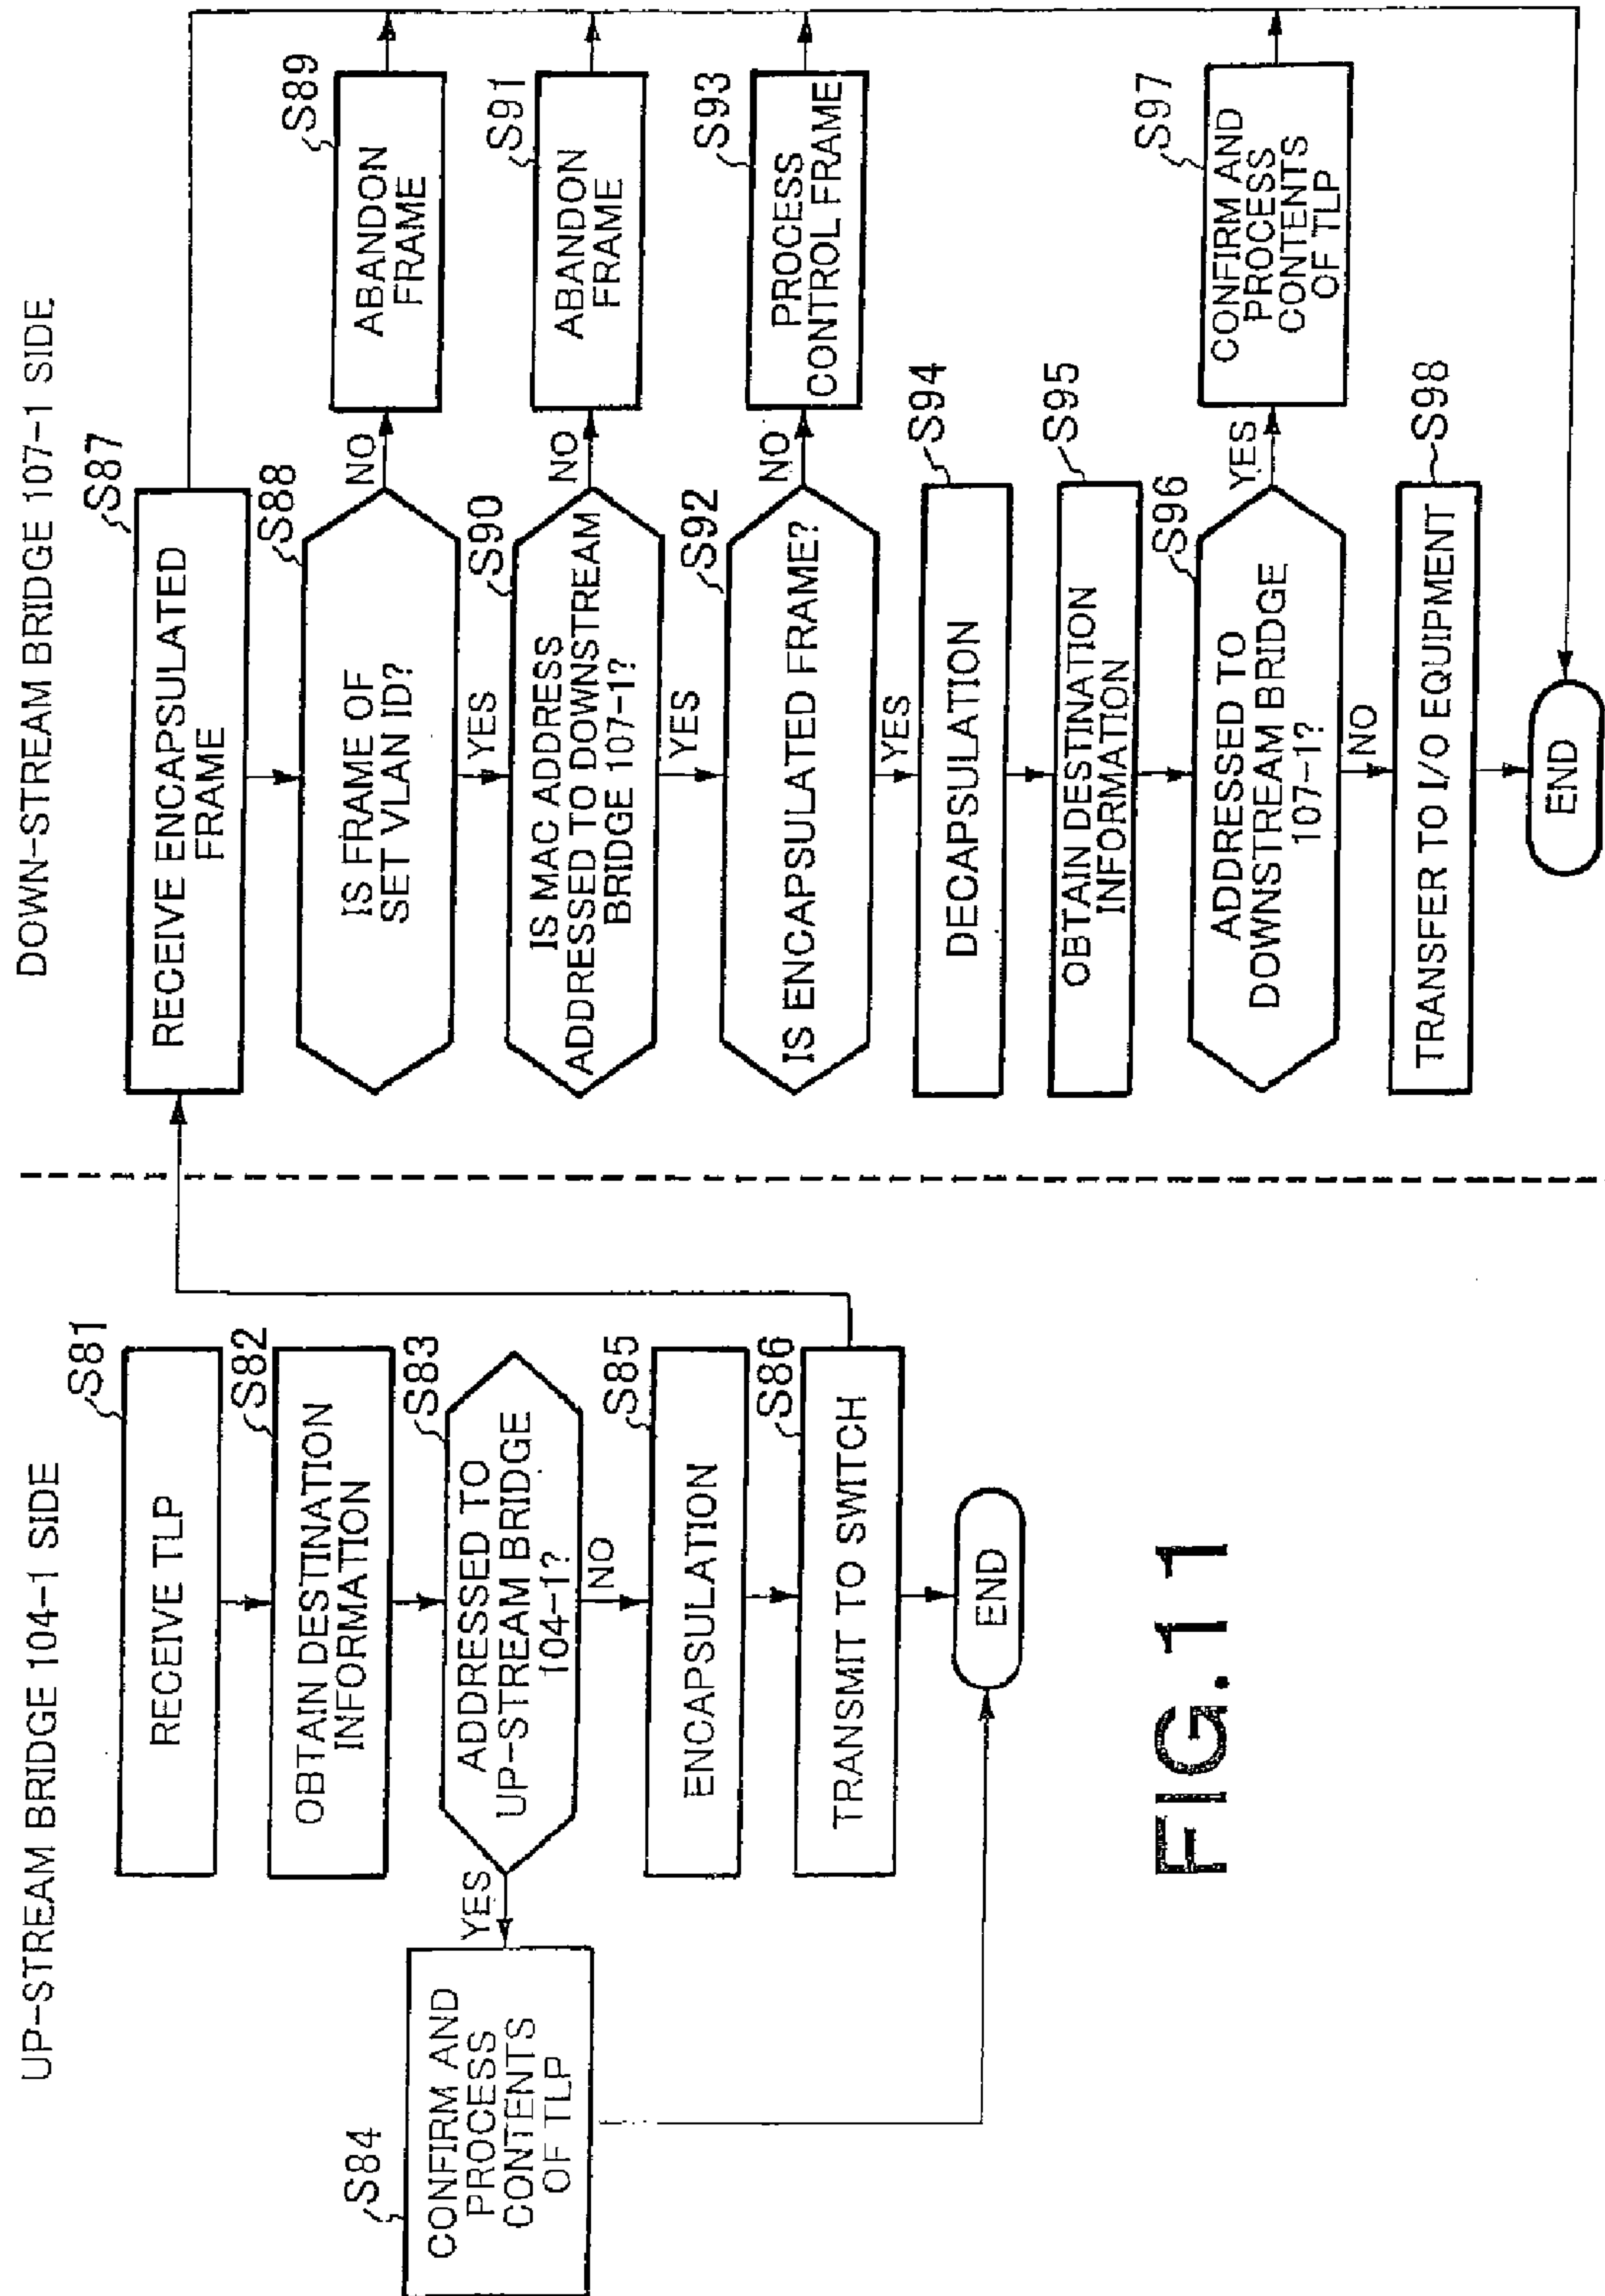 UP-STREAM BRIDGE 104-1 SIDE
S81
RECEIVE TLP
S82
OBTAIN DESTINATION
INFORMATION
S83
ADDRESSED TO
UP-STREAM BRIDGE
104-1?
YES
NO
S84
CONFIRM AND
PROCESS
CONTENTS
OF TLP
S85
ENCAPSULATION
S86
TRANSMIT TO SWITCH
END
DOWN-STREAM BRIDGE 107-1 SIDE
S87
RECEIVE ENCAPSULATED
FRAME
S88
IS FRAME OF
SET VLAN ID?
NO
YES
S89
ABANDON
FRAME
S90
IS MAC ADDRESS
ADDRESSED TO DOWNSTREAM
BRIDGE 107-1?
NO
YES
S91
ABANDON
FRAME
S92
IS ENCAPSULATED FRAME?
NO
YES
S93
PROCESS
CONTROL FRAME
S94
DECAPSULATION
S95
OBTAIN DESTINATION
INFORMATION
S96
ADDRESSED TO
DOWNSTREAM BRIDGE
107-1?
YES
NO
S97
CONFIRM AND
PROCESS
CONTENTS
OF TLP
S98
TRANSFER TO I/O EQUIPMENT
END
FIG.11